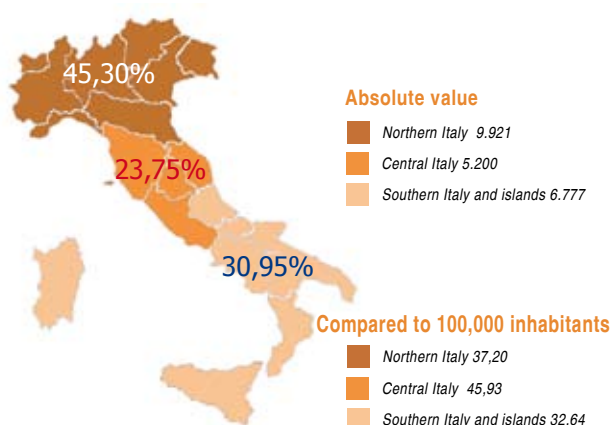 45,30%
23,75%
30,95%
Absolute value
Northern Italy 9.921
Central Italy 5.200
Southern Italy and islands 6.777
Compared to 100,000 inhabitants
Northern Italy 37,20
Central Italy 45,93
Southern Italy and islands 32.64